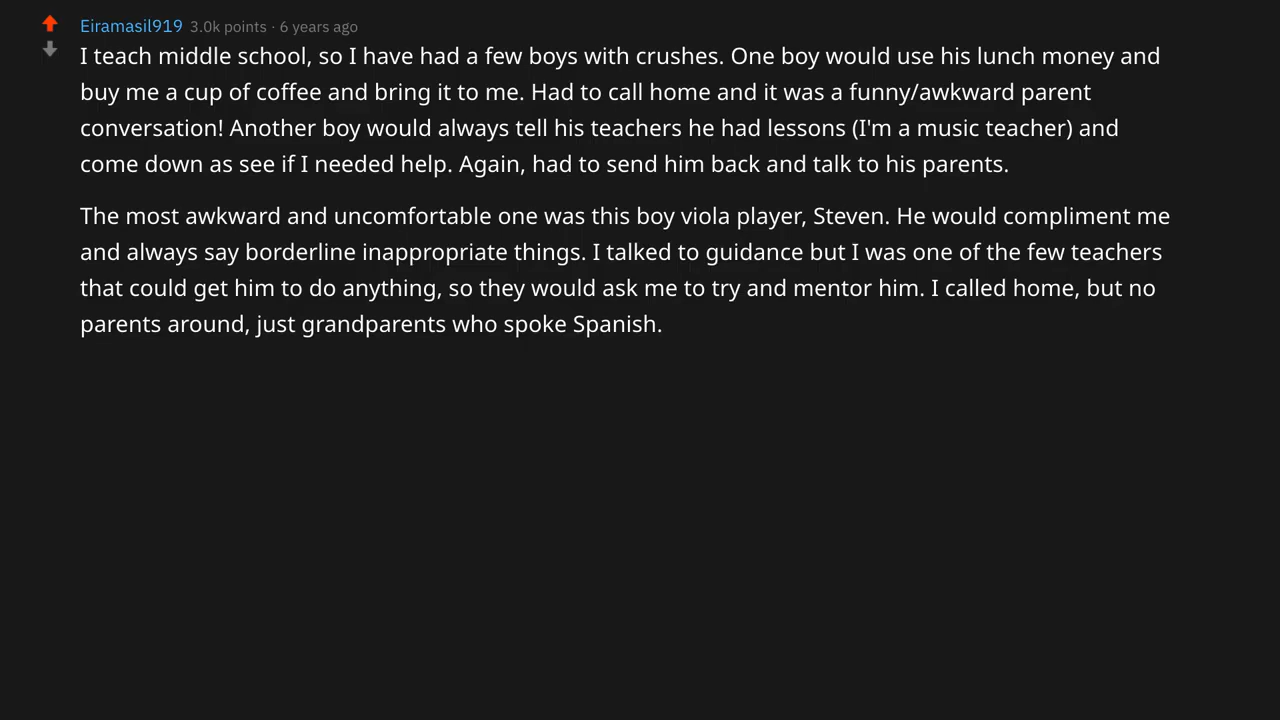 Eiramasil919 3.0k points · 6 years ago
I teach middle school, so I have had a few boys with crushes. One boy would use his lunch money and
buy me a cup of coffee and bring it to me. Had to call home and it was a funny/awkward parent
conversation! Another boy would always tell his teachers he had lessons (I'm a music teacher) and
come down as see if I needed help. Again, had to send him back and talk to his parents.
The most awkward and uncomfortable one was this boy viola player, Steven. He would compliment me
and always say borderline inappropriate things. I talked to guidance but I was one of the few teachers
that could get him to do anything, so they would ask me to try and mentor him. I called home, but no
parents around, just grandparents who spoke Spanish.